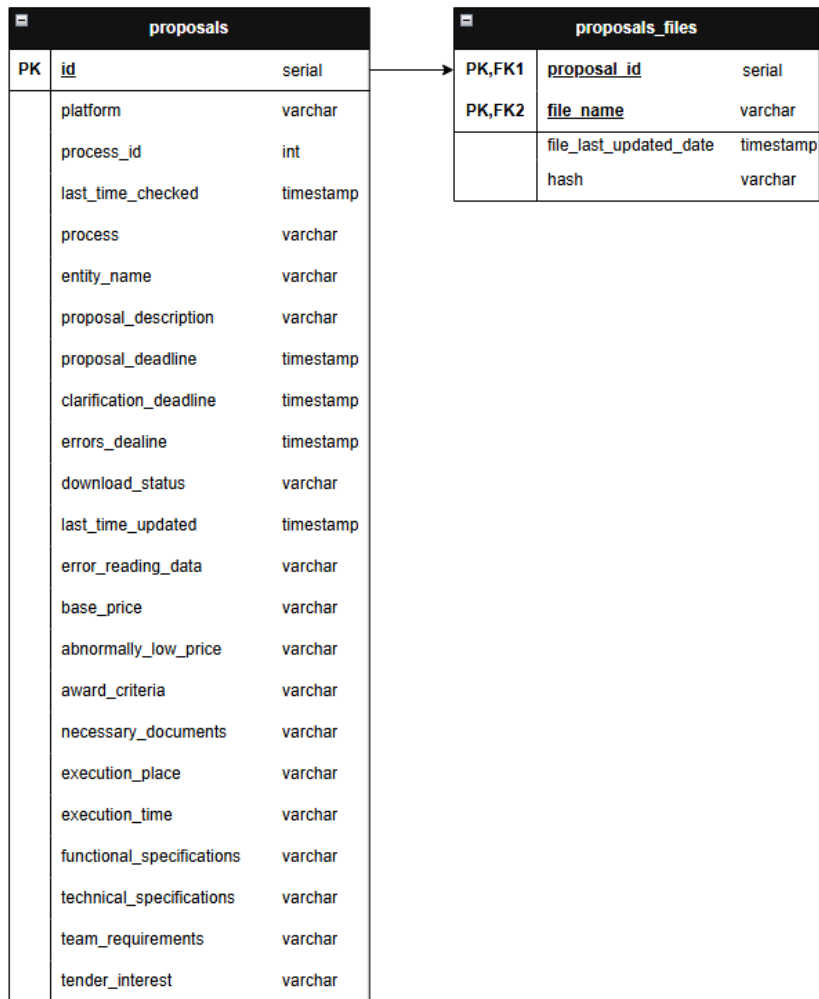 proposals
PK id serial
platform varchar
process_id int
last_time_checked timestamp
process varchar
entity_name varchar
proposal_description varchar
proposal_deadline timestamp
clarification_deadline timestamp
errors_dealine timestamp
download_status varchar
last_time_updated timestamp
error_reading_data varchar
base_price varchar
abnormally_low_price varchar
award_criteria varchar
necessary_documents varchar
execution_place varchar
execution_time varchar
functional_specifications varchar
technical_specifications varchar
team_requirements varchar
tender_interest varchar
proposals_files
PK,FK1 proposal_id serial
PK,FK2 file_name varchar
file_last_updated_date timestamp
hash varchar